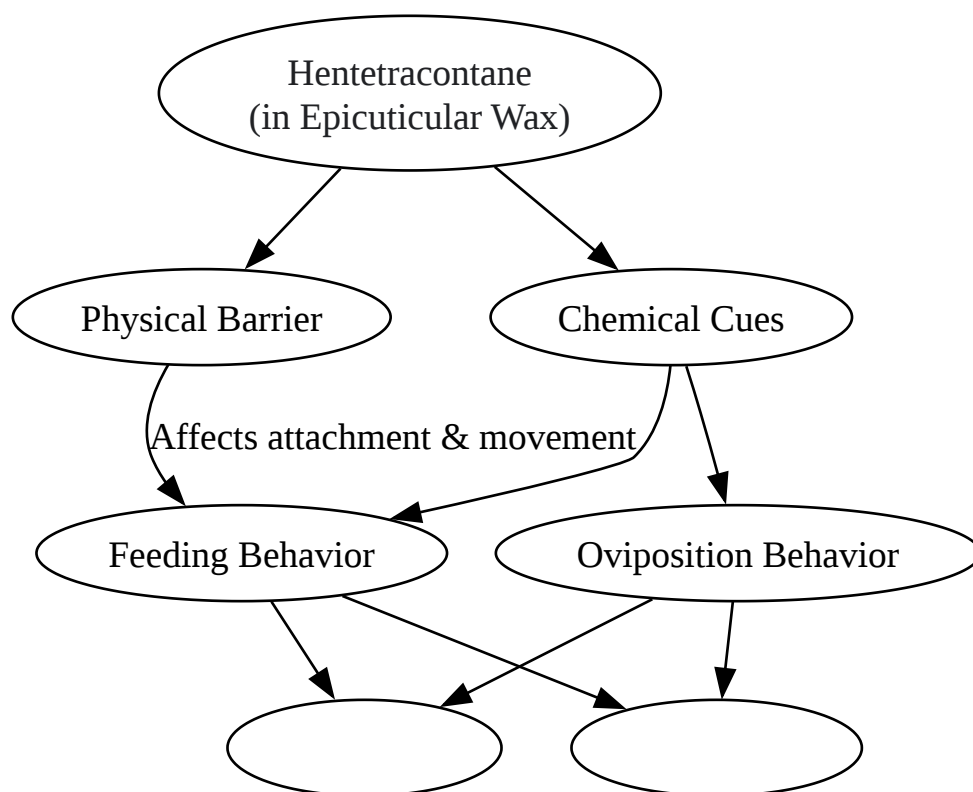 Hentetracontane
(in Epicuticular Wax)
Physical Barrier
Chemical Cues
Affects attachment & movement
Feeding Behavior
Oviposition Behavior